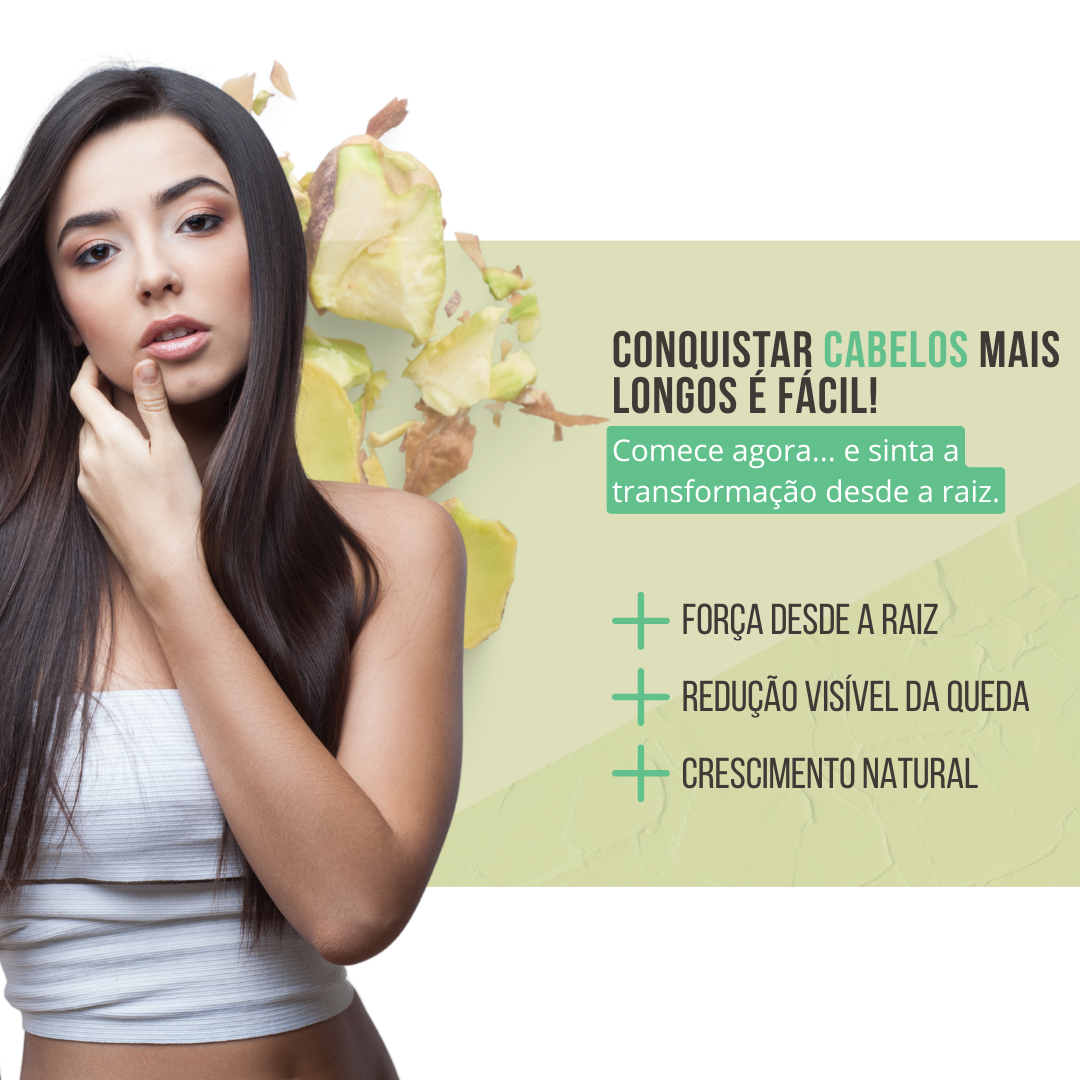 CONQUISTAR CABELOS MAIS
LONGOS É FÁCIL!
Comece agora... e sinta a
transformação desde a raiz.
FORÇA DESDE A RAIZ
REDUÇÃO VISÍVEL DA QUEDA
CRESCIMENTO NATURAL